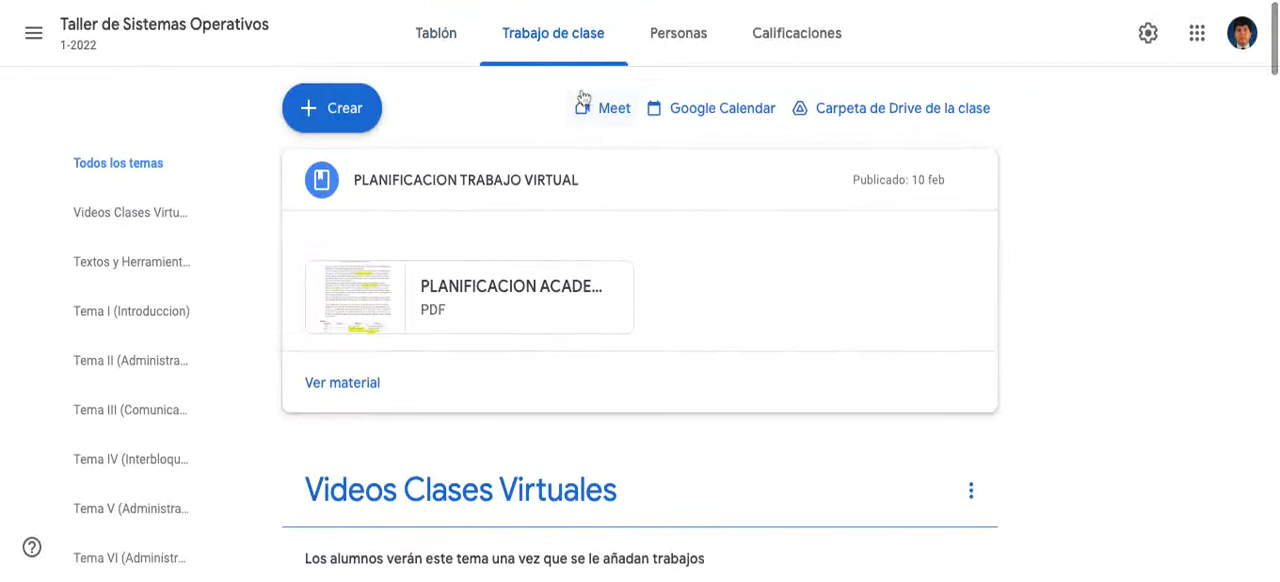 Taller de Sistemas Operativos
1-2022
Tablón
Trabajo de clase
Personas
Calificaciones
Crear
Meet
Google Calendar
Carpeta de Drive de la clase
Todos los temas
Videos Clases Virtu...
Textos y Herramient...
Tema I (Introduccion)
Tema II (Administra...
Tema III (Comunica...
Tema IV (Interbloqu...
Tema V (Administra...
Tema VI (Administr...
PLANIFICACION TRABAJO VIRTUAL
Publicado: 10 feb
PLANIFICACION ACADE...
PDF
Ver material
Videos Clases Virtuales
Los alumnos verán este tema una vez que se le añadan trabajos